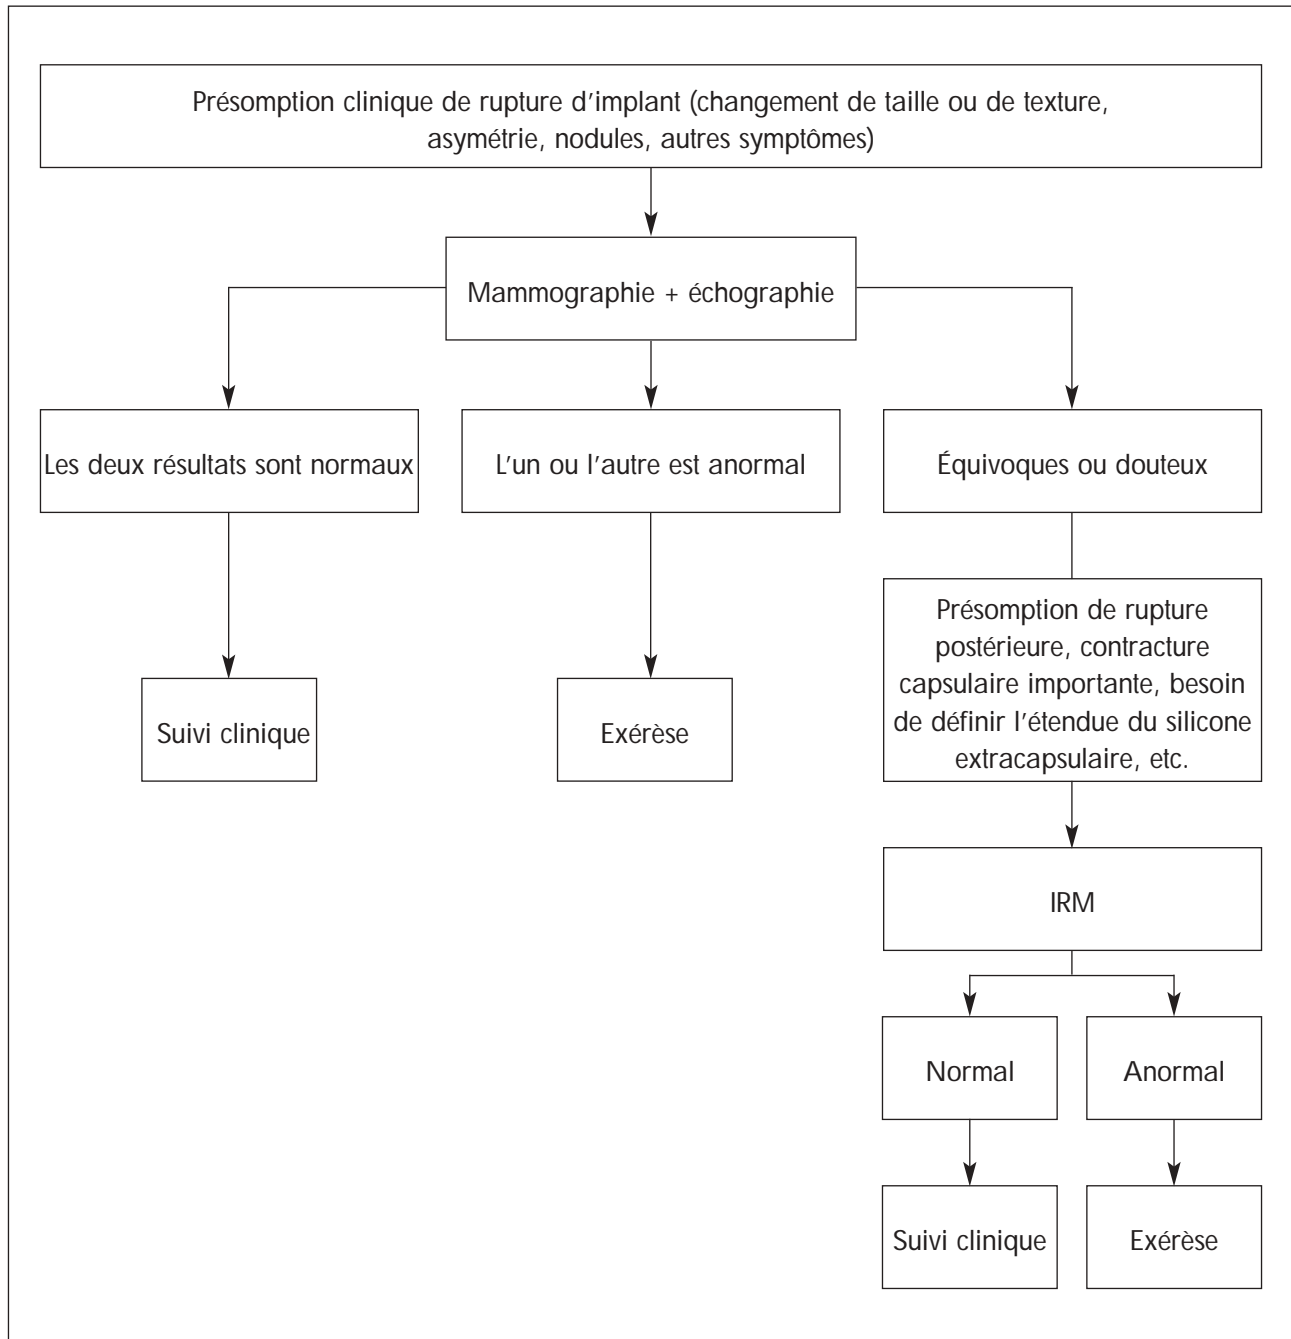 Présomption clinique de rupture d'implant (changement de taille ou de texture,
asymétrie, nodules, autres symptômes)
Mammographie + échographie
Les deux résultats sont normaux
L'un ou l'autre est anormal
Équivoques ou douteux
Présomption de rupture
postérieure, contracture
capsulaire importante, besoin
de définir l'étendue du silicone
extracapsulaire, etc.
Suivi clinique
Exérèse
IRM
Normal
Anormal
Suivi clinique
Exérèse